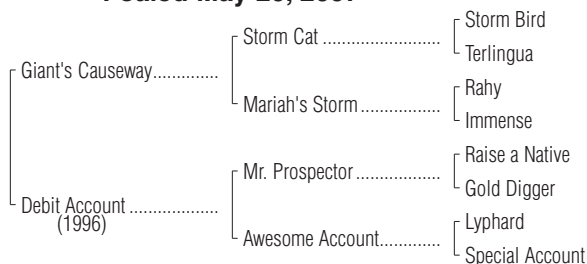 Storm Bird
Storm Cat ........................
Terlingua
Giant's Causeway..............
Rahy
Mariah's Storm .................
Immense
Raise a Native
Mr. Prospector..................
Gold Digger
Debit Account ...................
(1996)
Lyphard
Awesome Account.............
Special Account